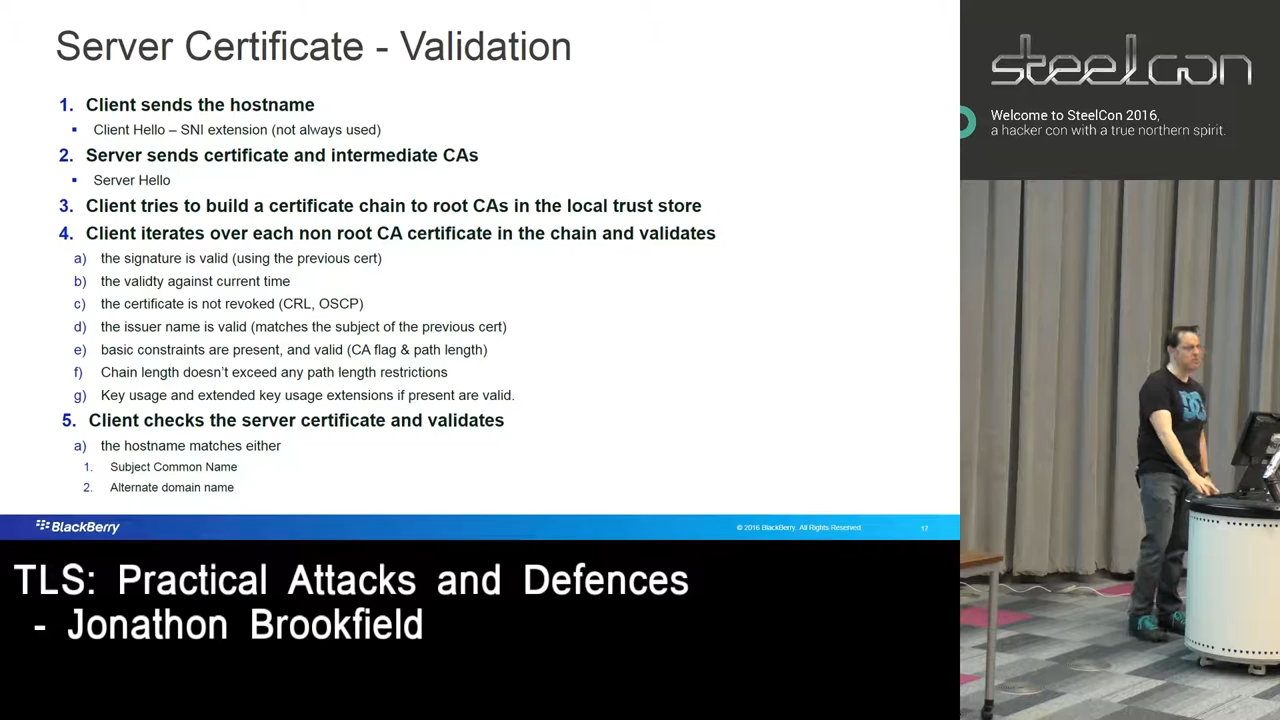 Server Certificate - Validation
1. Client sends the hostname
▪ Client Hello – SNI extension (not always used)
2. Server sends certificate and intermediate CAs
▪ Server Hello
3. Client tries to build a certificate chain to root CAs in the local trust store
4. Client iterates over each non root CA certificate in the chain and validates
a) the signature is valid (using the previous cert)
b) the validty against current time
c) the certificate is not revoked (CRL, OSCP)
d) the issuer name is valid (matches the subject of the previous cert)
e) basic constraints are present, and valid (CA flag & path length)
f) Chain length doesn't exceed any path length restrictions
g) Key usage and extended key usage extensions if present are valid.
5. Client checks the server certificate and validates
a) the hostname matches either
1. Subject Common Name
2. Alternate domain name
BlackBerry
© 2016 BlackBerry. All Rights Reserved.
17
TLS: Practical Attacks and Defences
- Jonathon Brookfield
steelcon
Welcome to SteelCon 2016,
a hacker con with a true northern spirit.